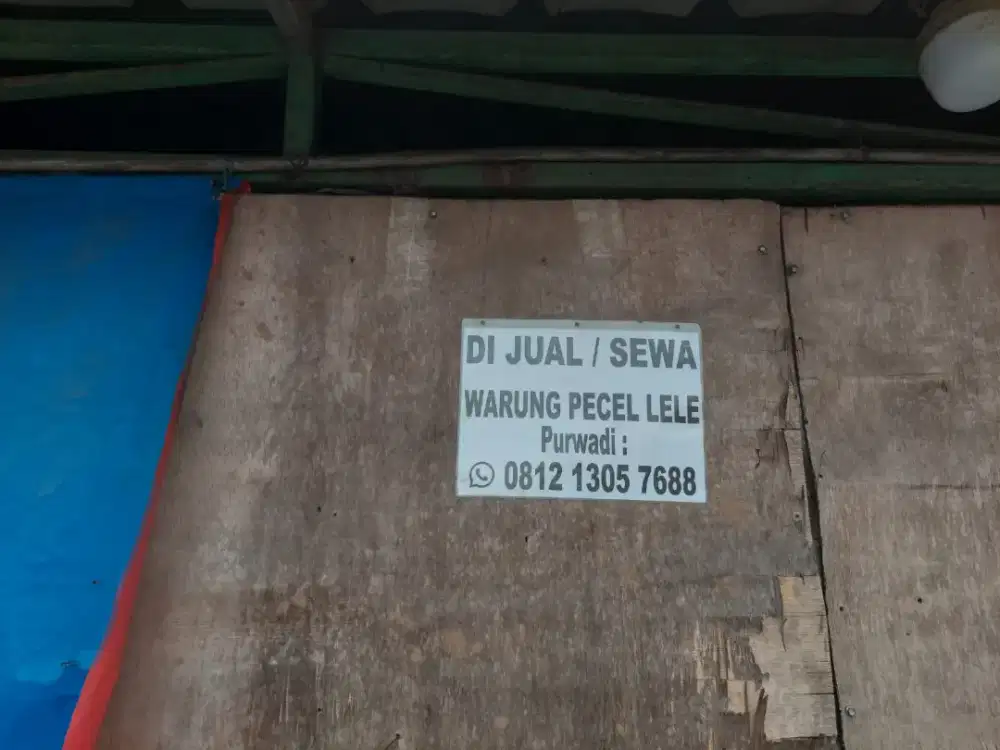 DI JUAL / SEWA
WARUNG PECEL LELE
Purwadi :
0812 1305 7688